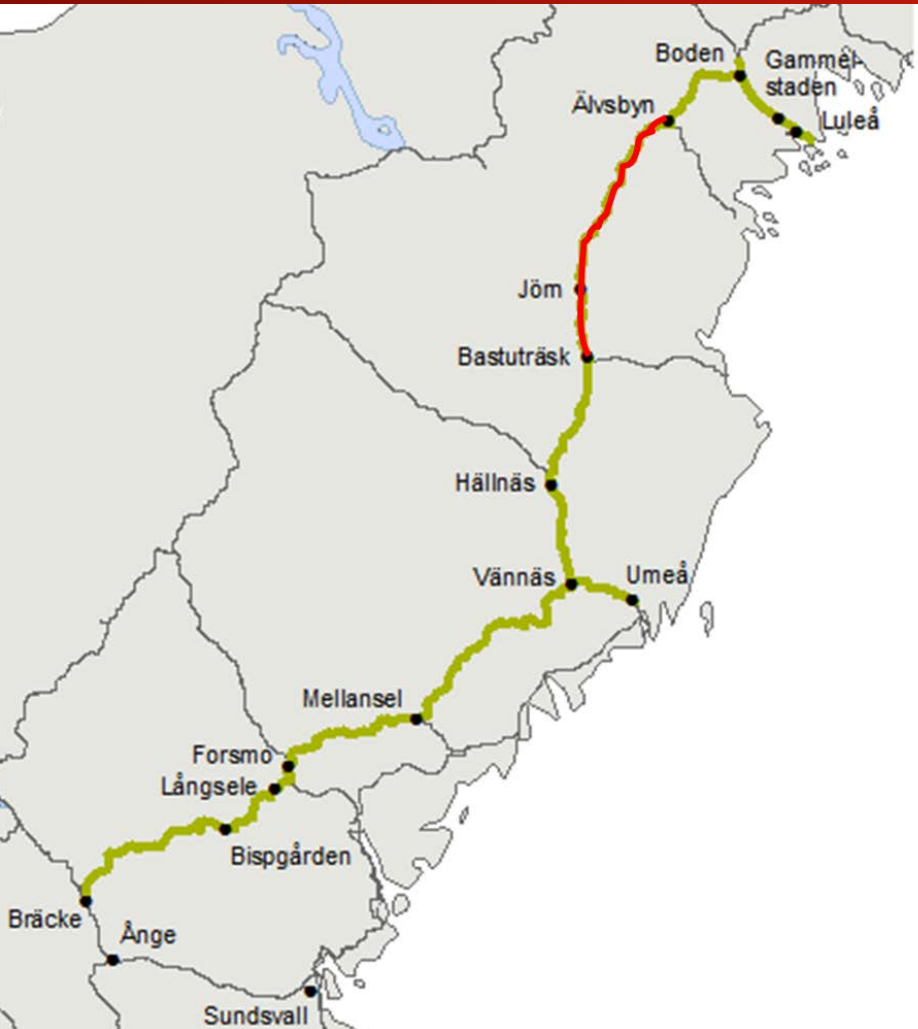 Boden
Gammel-
staden
Älvsbyn
Luleå
Jörn
Bastuträsk
Hällnäs
Vännäs
Umeå
Mellansel
Forsmo
Långsele
Bispgården
Bräcke
Ånge
Sundsvall